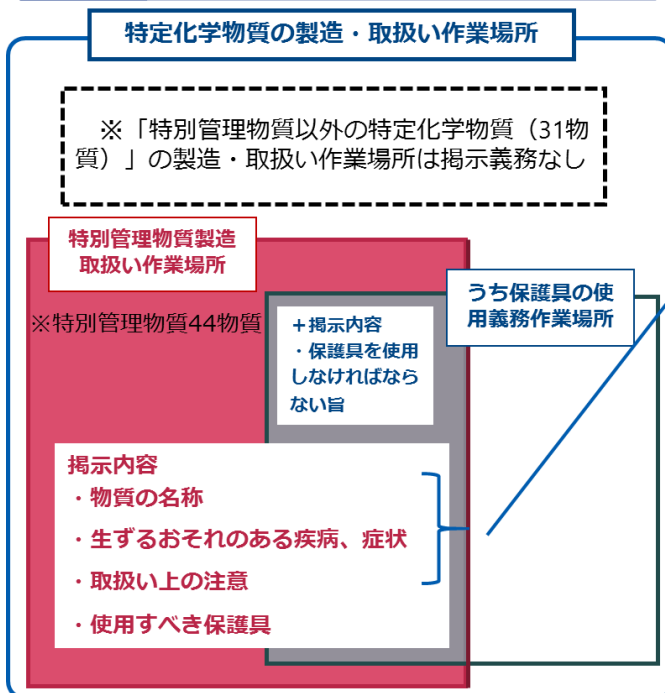 特定化学物質の製造・取扱い作業場所
※「特別管理物質以外の特定化学物質（31物
質）」の製造・取扱い作業場所は掲示義務なし
特別管理物質製造
取扱い作業場所
※特別管理物質44物質
うち保護具の使
用義務作業場所
＋掲示内容
・保護具を使用
しなければなら
ない旨
掲示内容
・物質の名称
・生ずるおそれのある疾病、症状
・取扱い上の注意
・使用すべき保護具